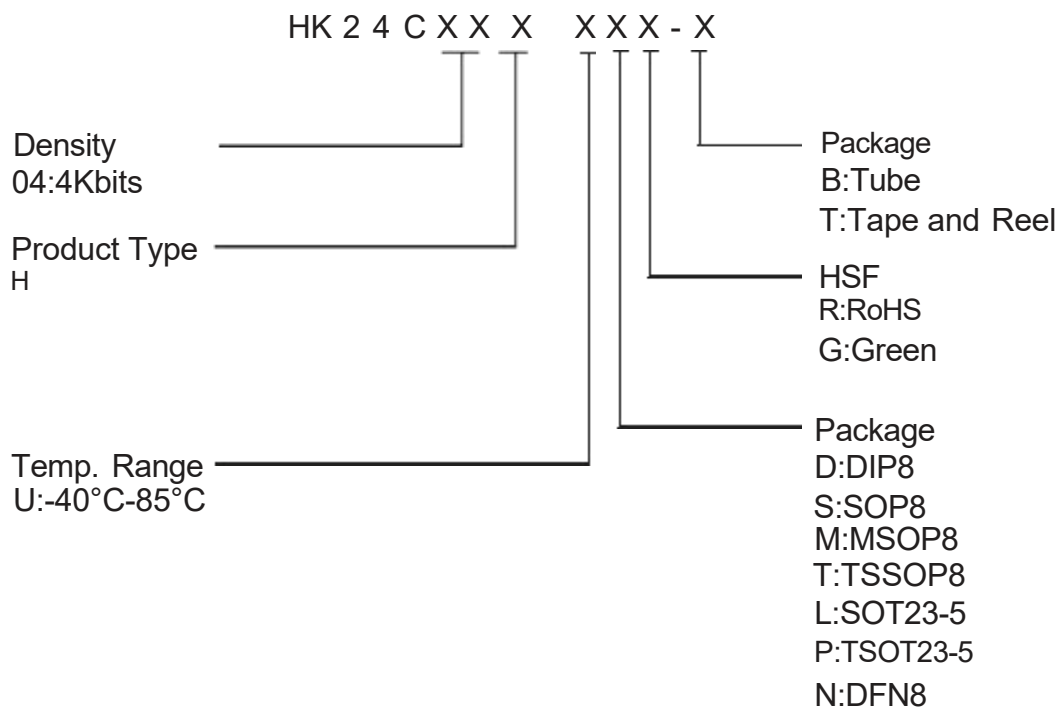 HK 2 4 C X X X X X X - X
Density
04:4Kbits
Product Type
H
Temp. Range
U:-40°C-85°C
Package
B:Tube
T:Tape and Reel
HSF
R:RoHS
G:Green
Package
D:DIP8
S:SOP8
M:MSOP8
T:TSSOP8
L:SOT23-5
P:TSOT23-5
N:DFN8